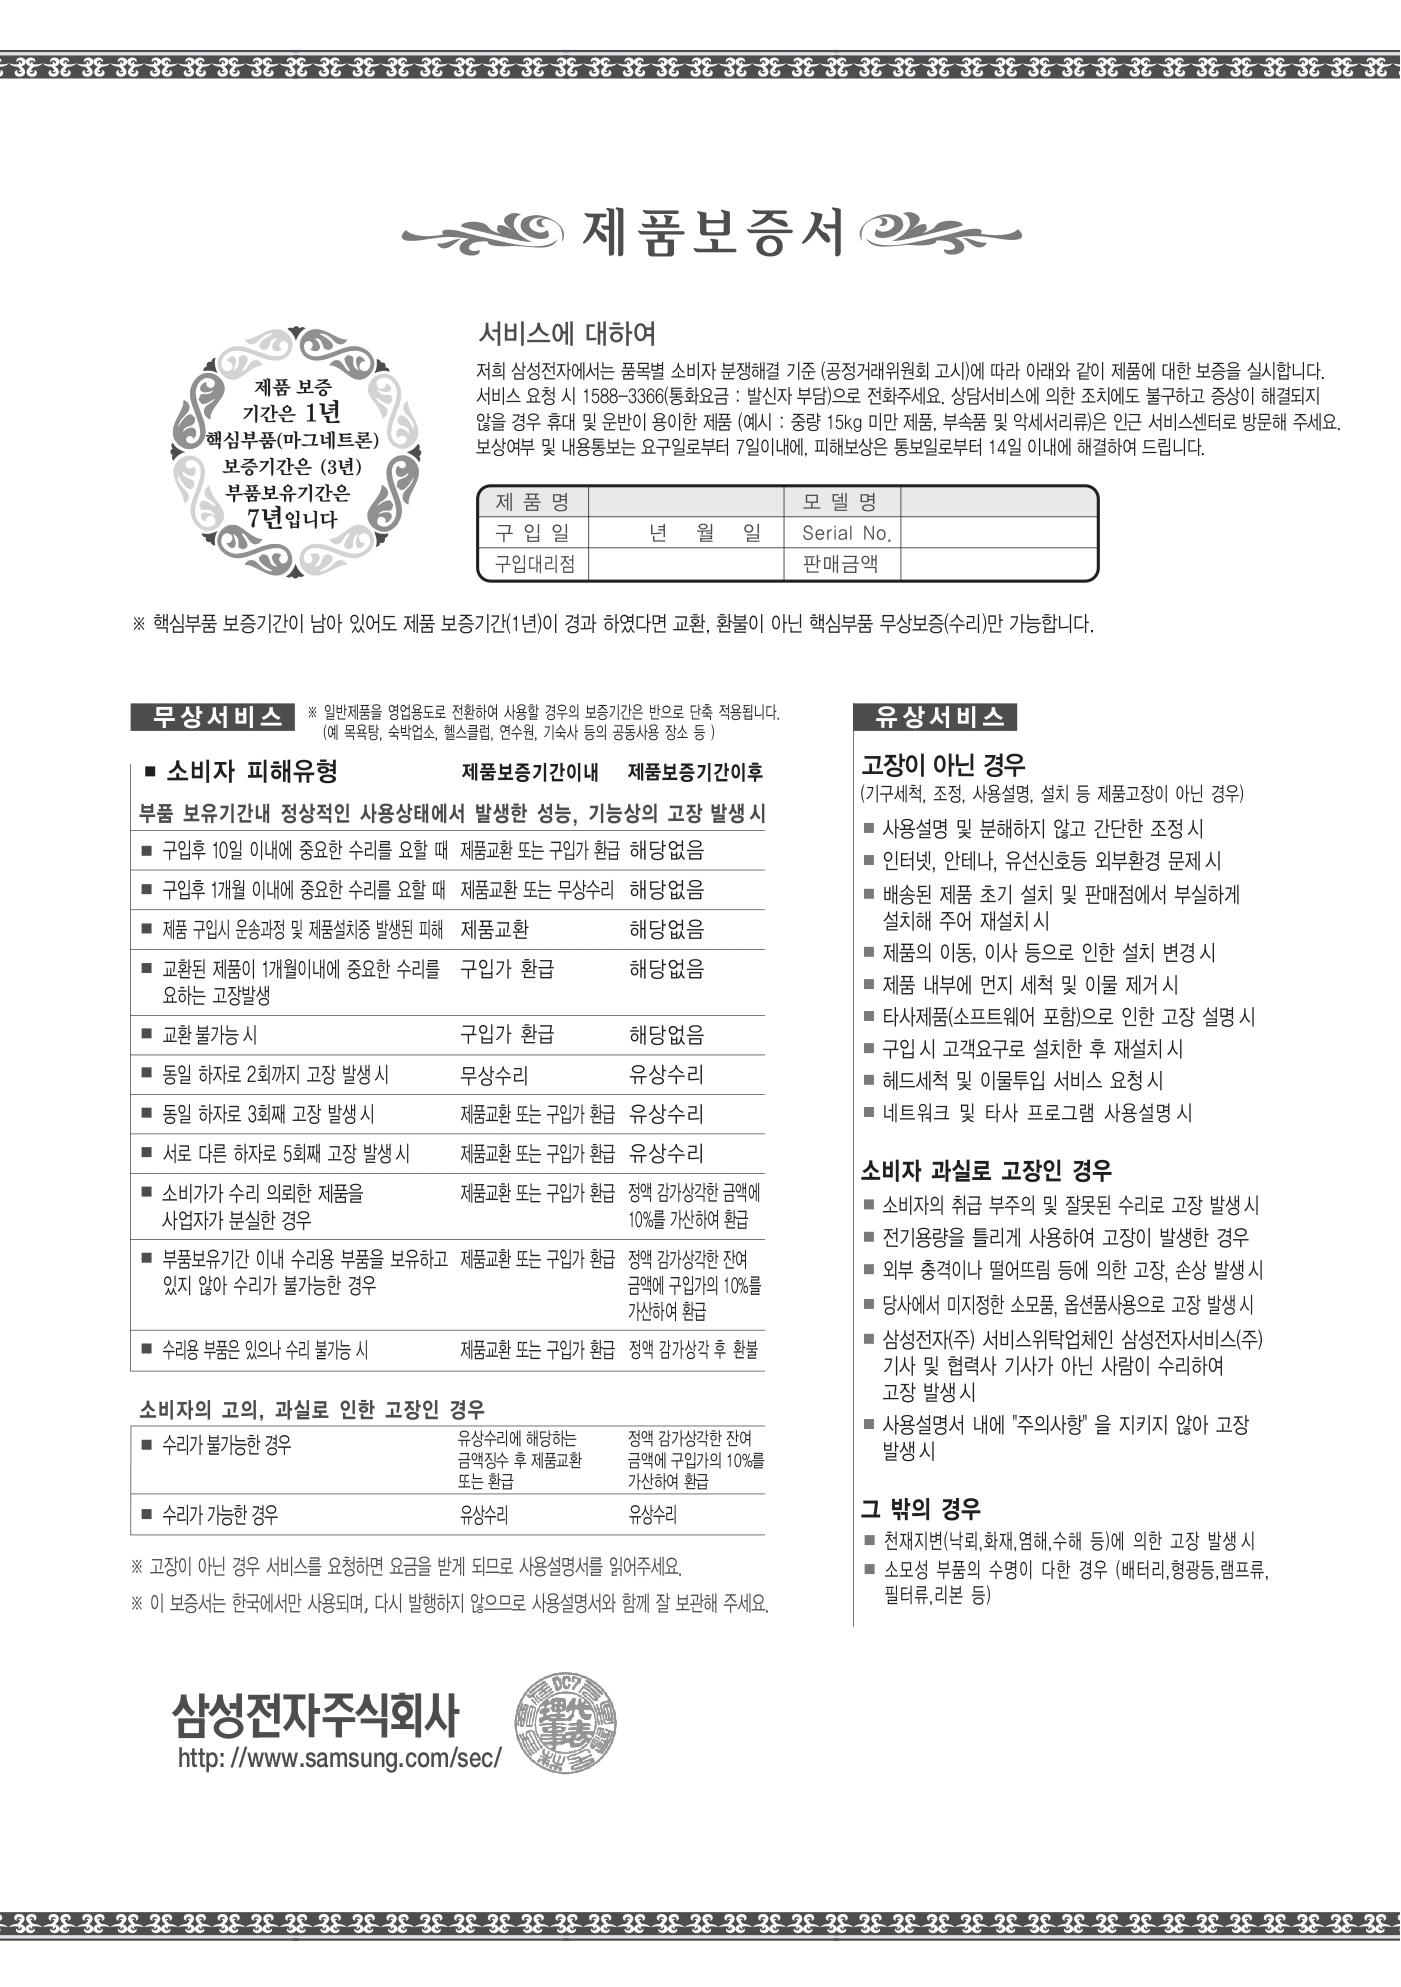 제품보증서
제품 보증
기간은 1년
핵심부품(마그네트론)
보증기간은 (3년)
부품보유기간은
7년입니다
서비스에 대하여
저희 삼성전자에서는 품목별 소비자 분쟁해결 기준 (공정거래위원회 고시)에 따라 아래와 같이 제품에 대한 보증을 실시합니다.
서비스 요청 시 1588-3366(통화요금 : 발신자 부담)으로 전화주세요. 상담서비스에 의한 조치에도 불구하고 증상이 해결되지
않을 경우 휴대 및 운반이 용이한 제품 (예시 : 중량 15kg 미만 제품, 부속품 및 악세서리류)은 인근 서비스센터로 방문해 주세요.
보상여부 및 내용통보는 요구일로부터 7일이내에, 피해보상은 통보일로부터 14일 이내에 해결하여 드립니다.
제 품 명 모 델 명
구 입 일 년 월 일 Serial No.
구입대리점 판매금액
※ 핵심부품 보증기간이 남아 있어도 제품 보증기간(1년)이 경과 하였다면 교환, 환불이 아닌 핵심부품 무상보증(수리)만 가능합니다.
무상서비스
※ 일반제품을 영업용도로 전환하여 사용할 경우의 보증기간은 반으로 단축 적용됩니다.
(예 목욕탕, 숙박업소, 헬스클럽, 연수원, 기숙사 등의 공동사용 장소 등 )
■ 소비자 피해유형 제품보증기간이내 제품보증기간이후
부품 보유기간내 정상적인 사용상태에서 발생한 성능, 기능상의 고장 발생 시
■ 구입후 10일 이내에 중요한 수리를 요할 때 제품교환 또는 구입가 환급 해당없음
■ 구입후 1개월 이내에 중요한 수리를 요할 때 제품교환 또는 무상수리 해당없음
■ 제품 구입시 운송과정 및 제품설치중 발생된 피해 제품교환 해당없음
■ 교환된 제품이 1개월이내에 중요한 수리를 구입가 환급 해당없음
요하는 고장발생
■ 교환 불가능 시 구입가 환급 해당없음
■ 동일 하자로 2회까지 고장 발생 시 무상수리 유상수리
■ 동일 하자로 3회째 고장 발생 시 제품교환 또는 구입가 환급 유상수리
■ 서로 다른 하자로 5회째 고장 발생 시 제품교환 또는 구입가 환급 유상수리
■ 소비가가 수리 의뢰한 제품을 제품교환 또는 구입가 환급 정액 감가상각한 금액에
사업자가 분실한 경우 10%를 가산하여 환급
■ 부품보유기간 이내 수리용 부품을 보유하고 제품교환 또는 구입가 환급 정액 감가상각한 잔여
있지 않아 수리가 불가능한 경우 금액에 구입가의 10%를
가산하여 환급
■ 수리용 부품은 있으나 수리 불가능 시 제품교환 또는 구입가 환급 정액 감가상각 후 환불
소비자의 고의, 과실로 인한 고장인 경우
■ 수리가 불가능한 경우 유상수리에 해당하는 정액 감가상각한 잔여
금액징수 후 제품교환 금액에 구입가의 10%를
또는 환급 가산하여 환급
■ 수리가 가능한 경우 유상수리 유상수리
※ 고장이 아닌 경우 서비스를 요청하면 요금을 받게 되므로 사용설명서를 읽어주세요.
※ 이 보증서는 한국에서만 사용되며, 다시 발행하지 않으므로 사용설명서와 함께 잘 보관해 주세요.
유상서비스
고장이 아닌 경우
(기구세척, 조정, 사용설명, 설치 등 제품고장이 아닌 경우)
■ 사용설명 및 분해하지 않고 간단한 조정 시
■ 인터넷, 안테나, 유선신호등 외부환경 문제 시
■ 배송된 제품 초기 설치 및 판매점에서 부실하게
설치해 주어 재설치 시
■ 제품의 이동, 이사 등으로 인한 설치 변경 시
■ 제품 내부에 먼지 세척 및 이물 제거 시
■ 타사제품(소프트웨어 포함)으로 인한 고장 설명 시
■ 구입 시 고객요구로 설치한 후 재설치 시
■ 헤드세척 및 이물투입 서비스 요청 시
■ 네트워크 및 타사 프로그램 사용설명 시
소비자 과실로 고장인 경우
■ 소비자의 취급 부주의 및 잘못된 수리로 고장 발생 시
■ 전기용량을 틀리게 사용하여 고장이 발생한 경우
■ 외부 충격이나 떨어뜨림 등에 의한 고장, 손상 발생 시
■ 당사에서 미지정한 소모품, 옵션품사용으로 고장 발생 시
■ 삼성전자(주) 서비스위탁업체인 삼성전자서비스(주)
기사 및 협력사 기사가 아닌 사람이 수리하여
고장 발생 시
■ 사용설명서 내에 "주의사항" 을 지키지 않아 고장
발생 시
그 밖의 경우
■ 천재지변(낙뢰,화재,염해,수해 등)에 의한 고장 발생 시
■ 소모성 부품의 수명이 다한 경우 (배터리,형광등,램프류,
필터류,리본 등)
삼성전자주식회사
http: //www.samsung.com/sec/
DC7